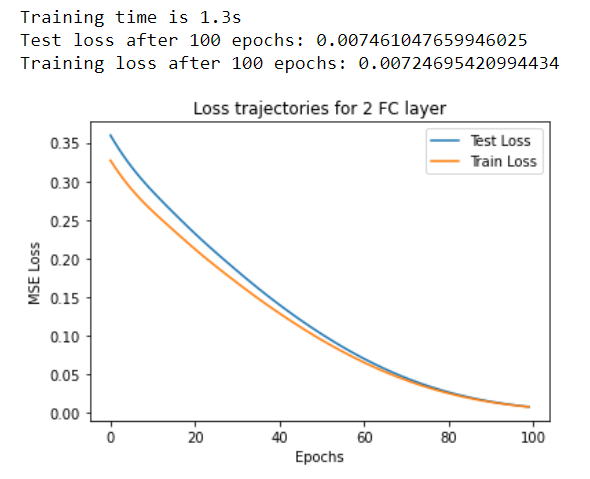 Training time is 1.3s
Test loss after 100 epochs: 0.007461047659946025
Training loss after 100 epochs: 0.00724695420994434
Loss trajectories for 2 FC layer
Test Loss
Train Loss
MSE Loss
0.35
0.30
0.25
0.20
0.15
0.10
0.05
0.00
0 20 40 60 80 100
Epochs